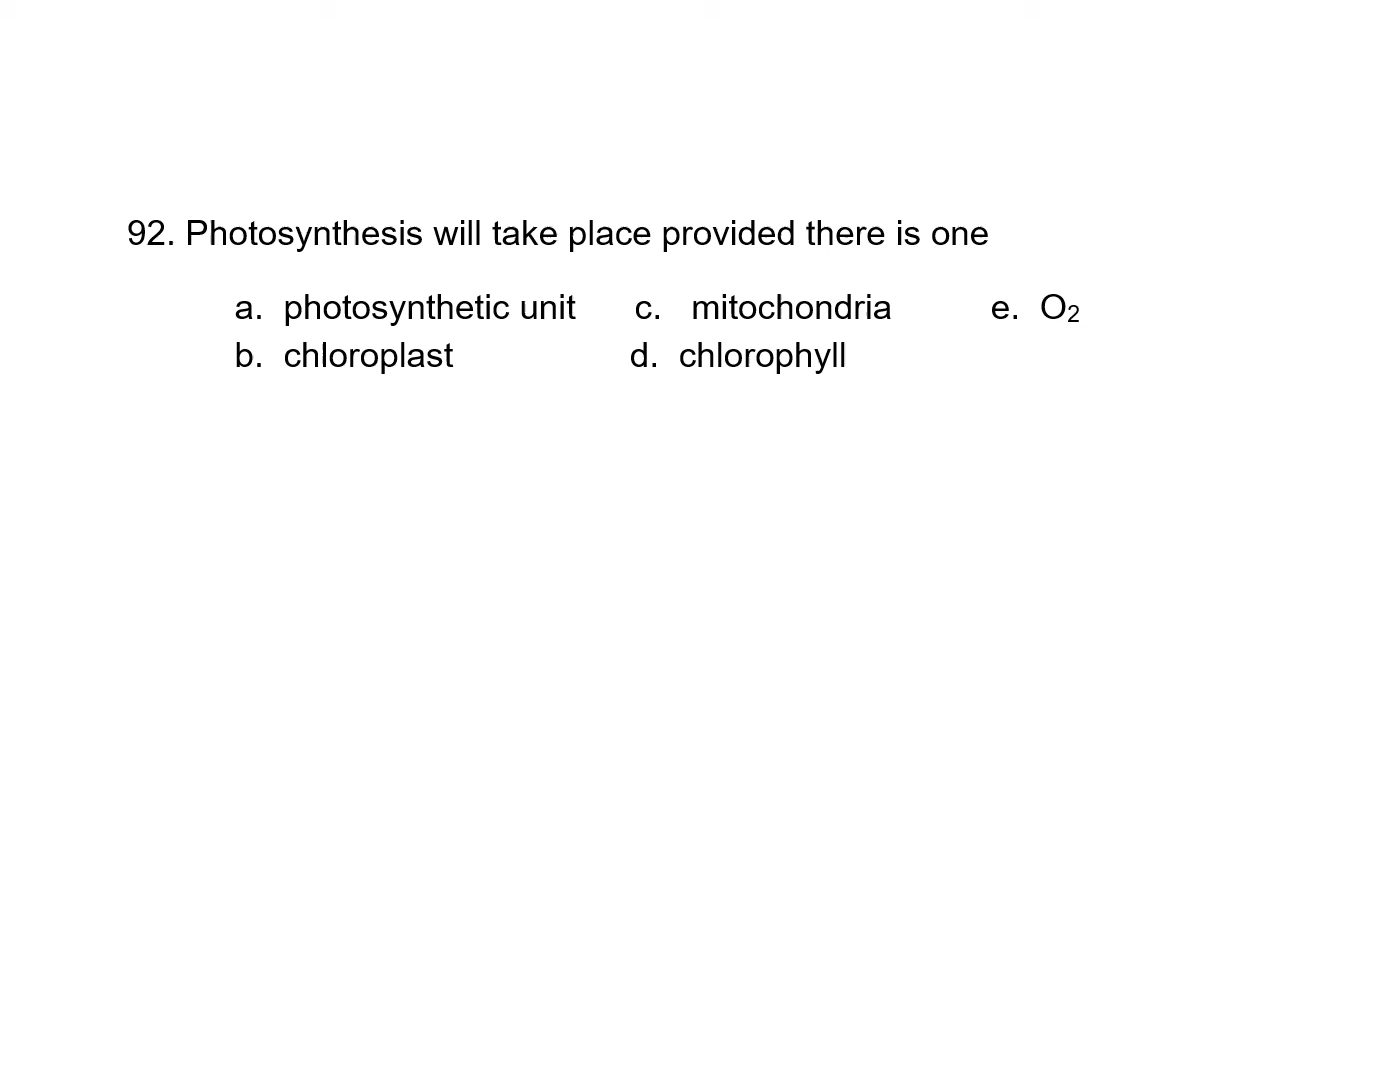 92. Photosynthesis will take place provided there is one
a. photosynthetic unit c. mitochondria e. O₂
b. chloroplast d. chlorophyll